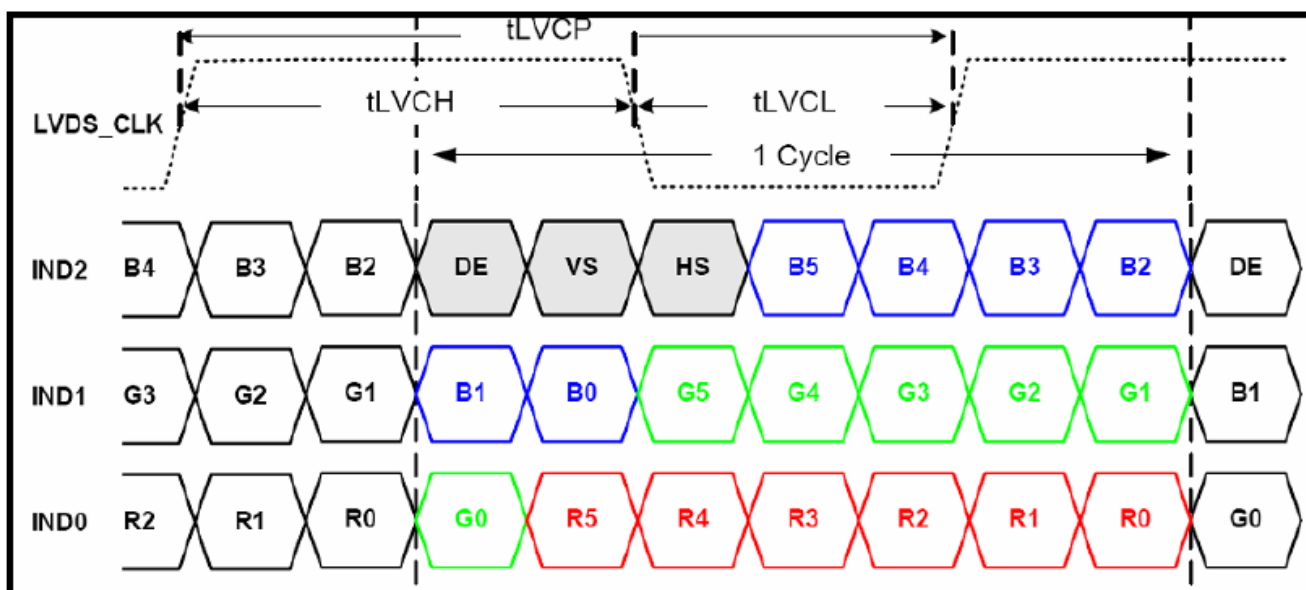 tLVCP
tLVCH tLVCL
LVDS_CLK
1 Cycle
IND2 B4 B3 B2 DE VS HS B5 B4 B3 B2 DE
IND1 G3 G2 G1 B1 B0 G5 G4 G3 G2 G1 B1
IND0 R2 R1 R0 G0 R5 R4 R3 R2 R1 R0 G0